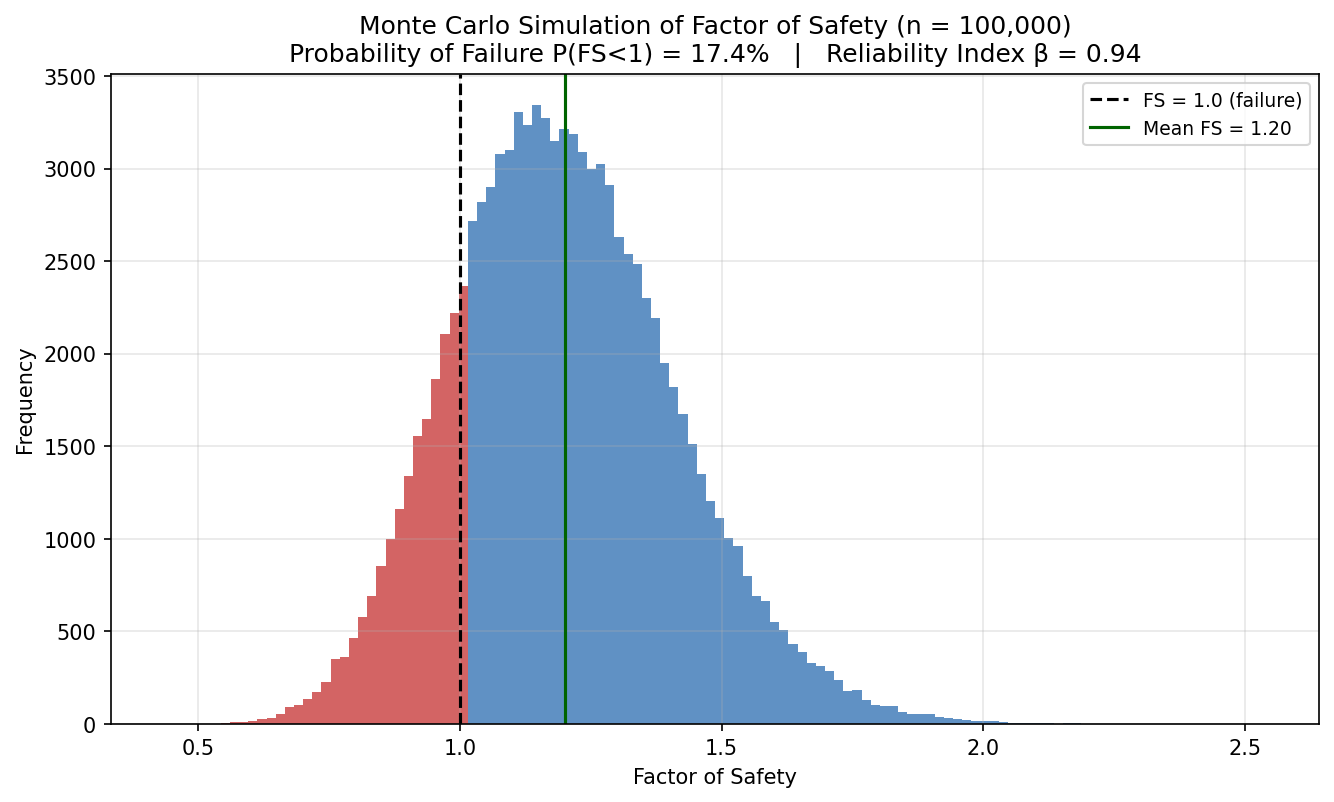 Monte Carlo Simulation of Factor of Safety (n = 100,000)
Probability of Failure P(FS<1) = 17.4%   |   Reliability Index β = 0.94
FS = 1.0 (failure)
Mean FS = 1.20
Frequency
3500
3000
2500
2000
1500
1000
500
0
0.5
1.0
1.5
2.0
2.5
Factor of Safety